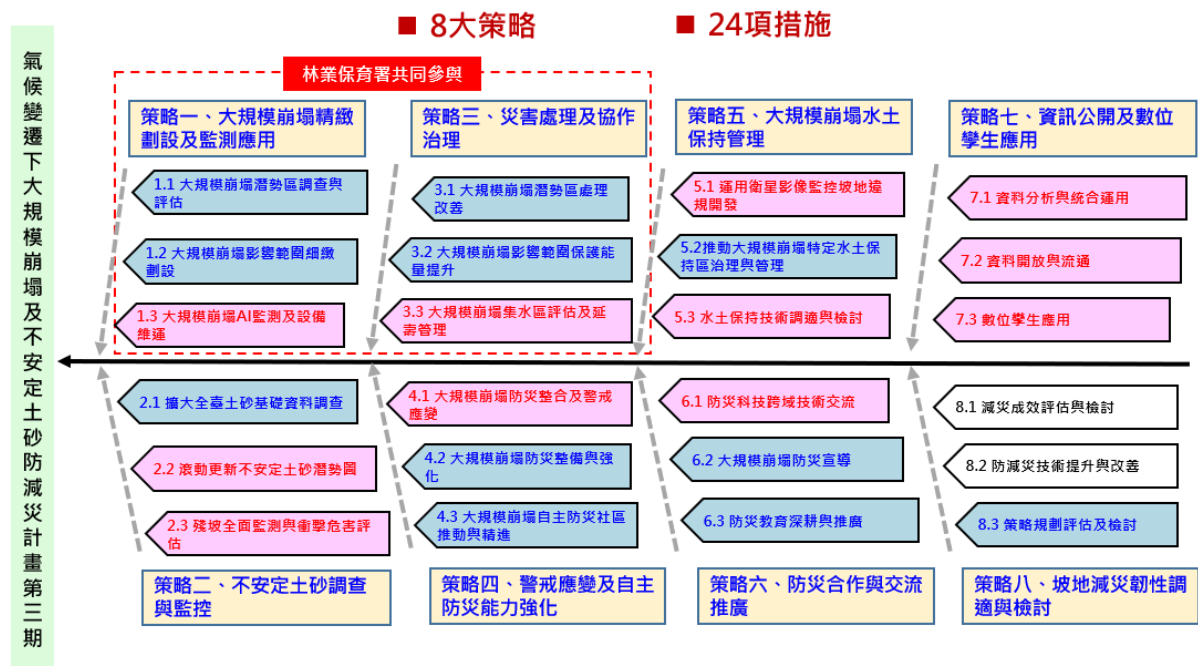 ■ 8大策略
■ 24項措施
氣候變遷下大規模崩塌及不安定土砂防減災計畫第三期
林業保育署共同參與
策略一、大規模崩塌精緻
劃設及監測應用
1.1 大規模崩塌潛勢區調查與
評估
1.2 大規模崩塌影響範圍細緻
劃設
1.3 大規模崩塌AI監測及設備
維運
策略三、災害處理及協作
治理
3.1 大規模崩塌潛勢區處理
改善
3.2 大規模崩塌影響範圍保護能
量提升
3.3 大規模崩塌集水區評估及延
壽管理
策略五、大規模崩塌水土
保持管理
5.1 運用衛星影像監控坡地違
規開發
5.2推動大規模崩塌特定水土保
持區治理與管理
5.3 水土保持技術調適與檢討
策略七、資訊公開及數位
孿生應用
7.1 資料分析與統合運用
7.2 資料開放與流通
7.3 數位孿生應用
2.1 擴大全臺土砂基礎資料調查
2.2 滾動更新不安定土砂潛勢圖
2.3 殘坡全面監測與衝擊危害評
估
策略二、不安定土砂調查
與監控
4.1 大規模崩塌防災整合及警戒
應變
4.2 大規模崩塌防災整備與強
化
4.3 大規模崩塌自主防災社區
推動與精進
策略四、警戒應變及自主
防災能力強化
6.1 防災科技跨域技術交流
6.2 大規模崩塌防災宣導
6.3 防災教育深耕與推廣
策略六、防災合作與交流
推廣
8.1 減災成效評估與檢討
8.2 防減災技術提升與改善
8.3 策略規劃評估及檢討
策略八、坡地減災韌性調
適與檢討